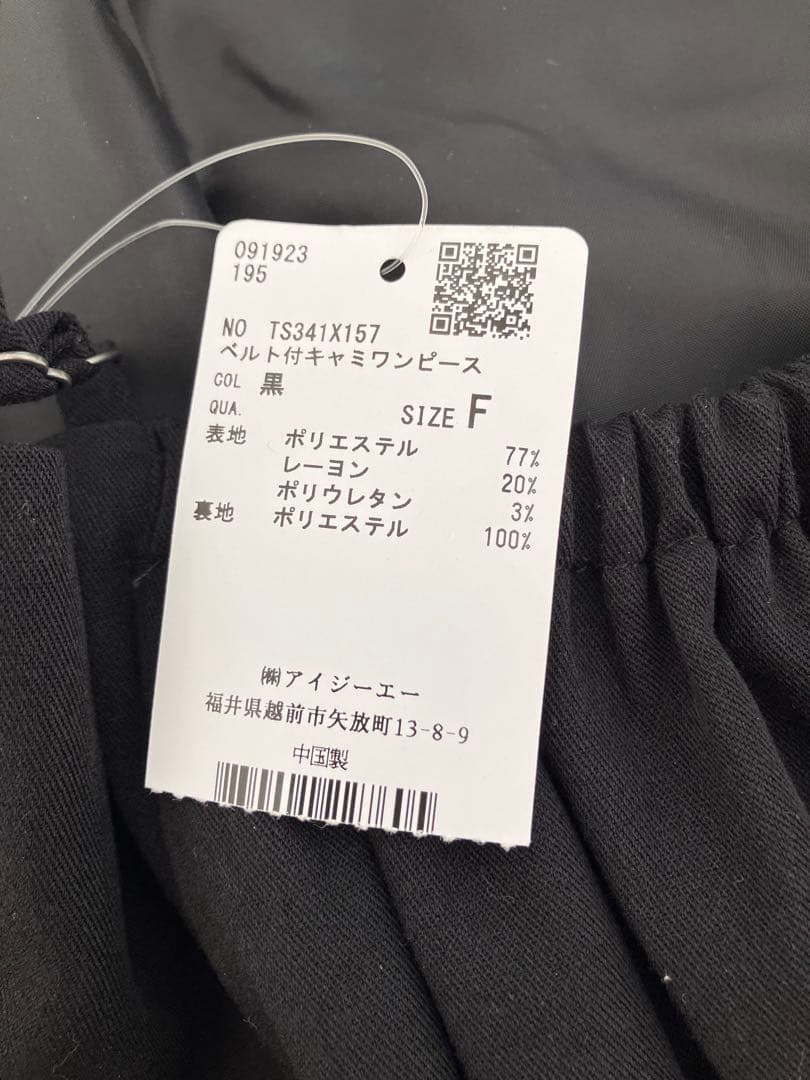 091923
195
NO TS341X157
ベルト付キャミワンピース
COL 黒
QUA. SIZE F
表地 ポリエステル 77%
レーヨン 20%
ポリウレタン 3%
裏地 ポリエステル 100%
㈱アイジーエー
福井県越前市矢放町13-8-9
中国製